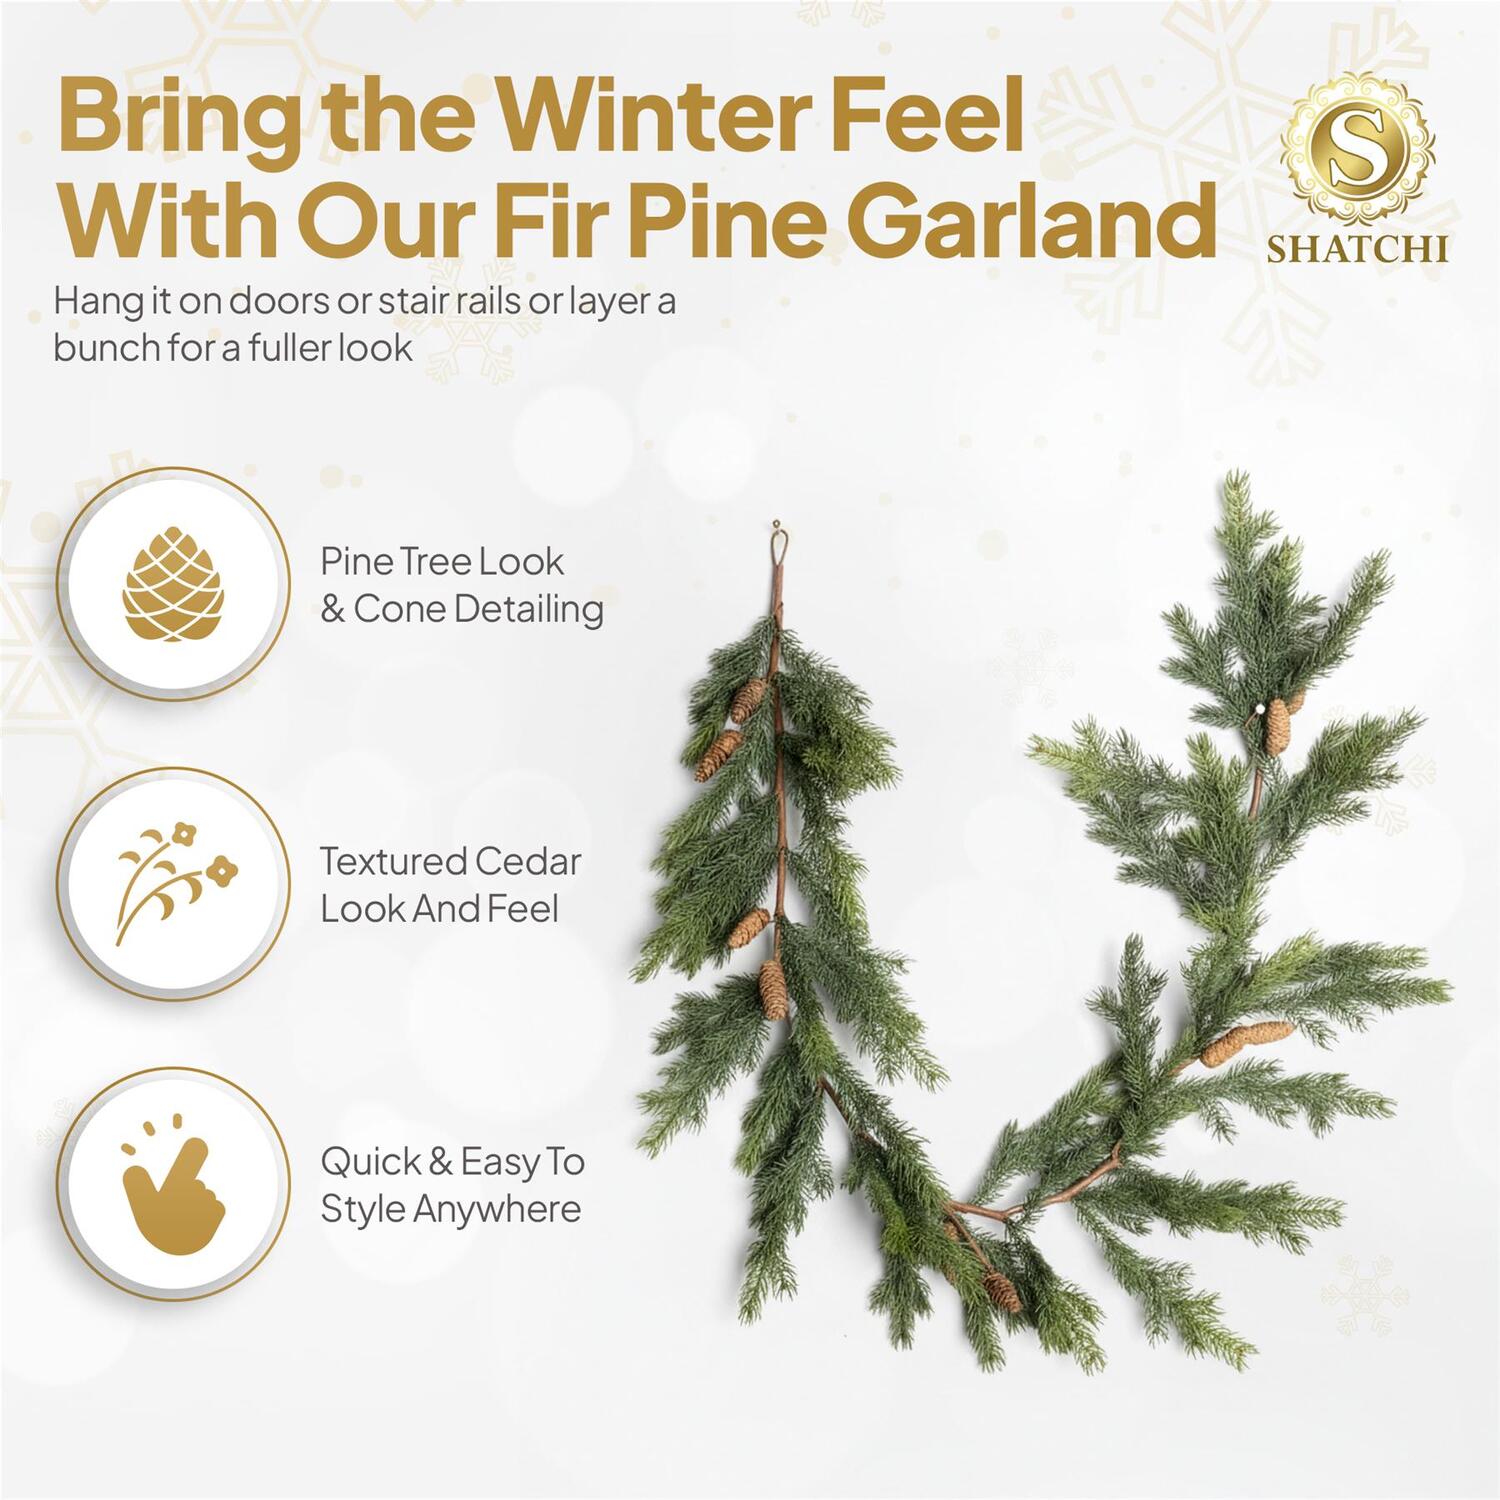 Bring the Winter Feel
With Our Fir Pine Garland
S
SHATCHI
Hang it on doors or stair rails or layer a
bunch for a fuller look
Pine Tree Look
& Cone Detailing
Textured Cedar
Look And Feel
Quick & Easy To
Style Anywhere